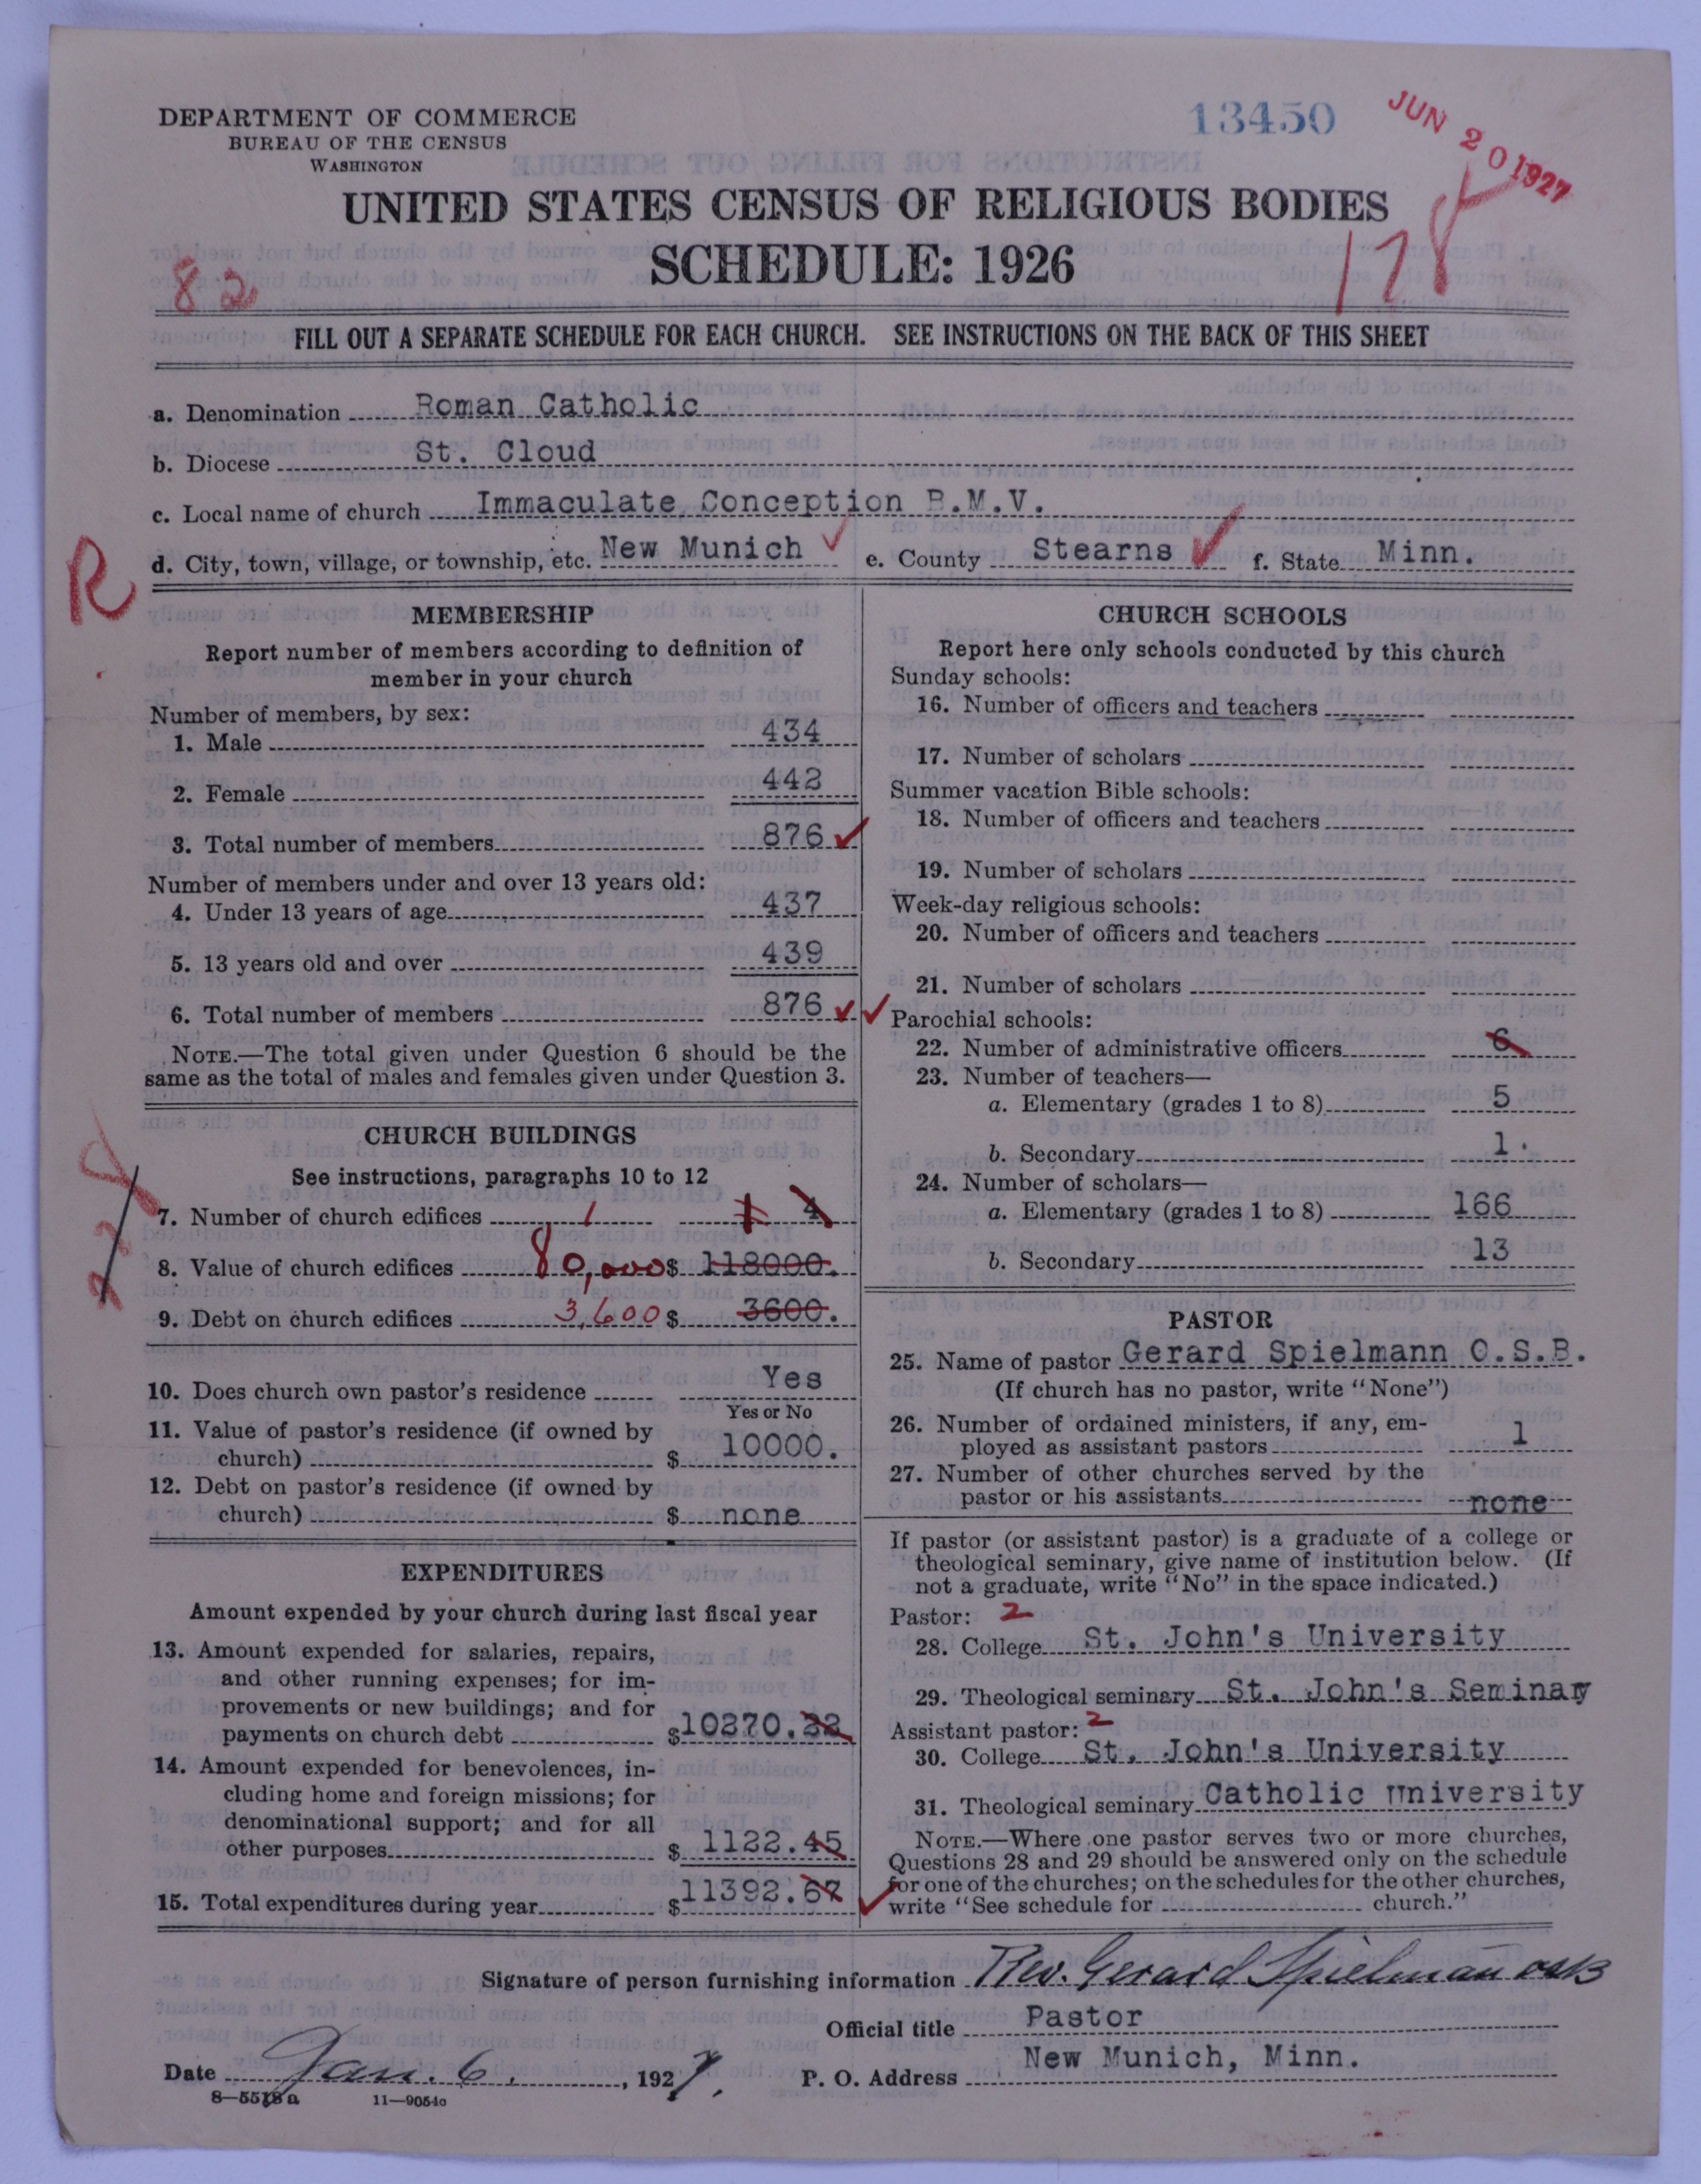 DEPARTMENT OF COMMERCE
BUREAU OF THE CENSUS
WASHINGTON
13450
JUN 20 1927
UNITED STATES CENSUS OF RELIGIOUS BODIES
SCHEDULE: 1926
82
178
FILL OUT A SEPARATE SCHEDULE FOR EACH CHURCH. SEE INSTRUCTIONS ON THE BACK OF THIS SHEET
a. Denomination Roman Catholic
b. Diocese St. Cloud
c. Local name of church Immaculate Conception B.M.V.
R
d. City, town, village, or township, etc. New Munich ✓ e. County Stearns ✓ f. State Minn.
MEMBERSHIP
Report number of members according to definition of
member in your church
Number of members, by sex:
1. Male 434
2. Female 442
3. Total number of members 876 ✓
Number of members under and over 13 years old:
4. Under 13 years of age 437
5. 13 years old and over 439
6. Total number of members 876 ✓
NOTE.—The total given under Question 6 should be the
same as the total of males and females given under Question 3.
CHURCH BUILDINGS
See instructions, paragraphs 10 to 12
7. Number of church edifices 1 1 4
8. Value of church edifices 80,000 $ 118000.
9. Debt on church edifices 3,600 $ 3600.
10. Does church own pastor's residence Yes
Yes or No
11. Value of pastor's residence (if owned by
church) $ 10000.
12. Debt on pastor's residence (if owned by
church) $ none
EXPENDITURES
Amount expended by your church during last fiscal year
13. Amount expended for salaries, repairs,
and other running expenses; for im-
provements or new buildings; and for
payments on church debt $10270.22
14. Amount expended for benevolences, in-
cluding home and foreign missions; for
denominational support; and for all
other purposes $ 1122.45
15. Total expenditures during year $11392.67 ✓
CHURCH SCHOOLS
Report here only schools conducted by this church
Sunday schools:
16. Number of officers and teachers
17. Number of scholars
Summer vacation Bible schools:
18. Number of officers and teachers
19. Number of scholars
Week-day religious schools:
20. Number of officers and teachers
21. Number of scholars
✓ Parochial schools:
22. Number of administrative officers 6
23. Number of teachers—
a. Elementary (grades 1 to 8) 5
b. Secondary 1.
24. Number of scholars—
a. Elementary (grades 1 to 8) 166
b. Secondary 13
PASTOR
25. Name of pastor Gerard Spielmann O.S.B.
(If church has no pastor, write "None")
26. Number of ordained ministers, if any, em-
ployed as assistant pastors 1
27. Number of other churches served by the
pastor or his assistants none
If pastor (or assistant pastor) is a graduate of a college or
theological seminary, give name of institution below. (If
not a graduate, write "No" in the space indicated.)
Pastor: 2
28. College St. John's University
29. Theological seminary St. John's Seminary
Assistant pastor: 2
30. College St. John's University
31. Theological seminary Catholic University
NOTE.—Where one pastor serves two or more churches,
Questions 28 and 29 should be answered only on the schedule
for one of the churches; on the schedules for the other churches,
write "See schedule for church."
Signature of person furnishing information Rev. Gerard Spielmann OSB
Official title Pastor
Date Jan. 6, 1927. P. O. Address New Munich, Minn.
8—5518a 11—9054a